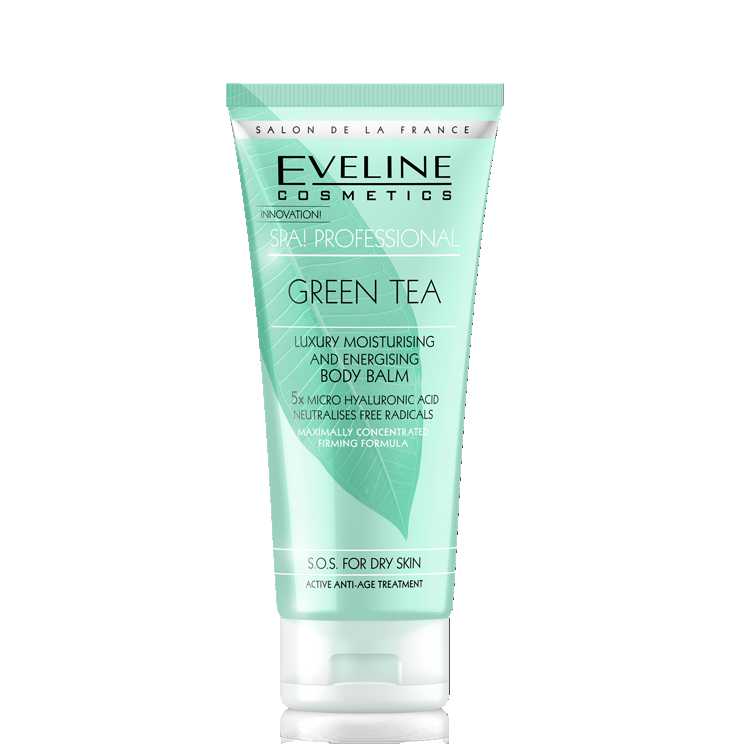 SALON DE LA FRANCE
EVELINE
COSMETICS
INNOVATION!
SPA! PROFESSIONAL
GREEN TEA
LUXURY MOISTURISING
AND ENERGISING
BODY BALM
5x MICRO HYALURONIC ACID
NEUTRALISES FREE RADICALS
MAXIMALLY CONCENTRATED
FIRMING FORMULA
S.O.S. FOR DRY SKIN
ACTIVE ANTI-AGE TREATMENT